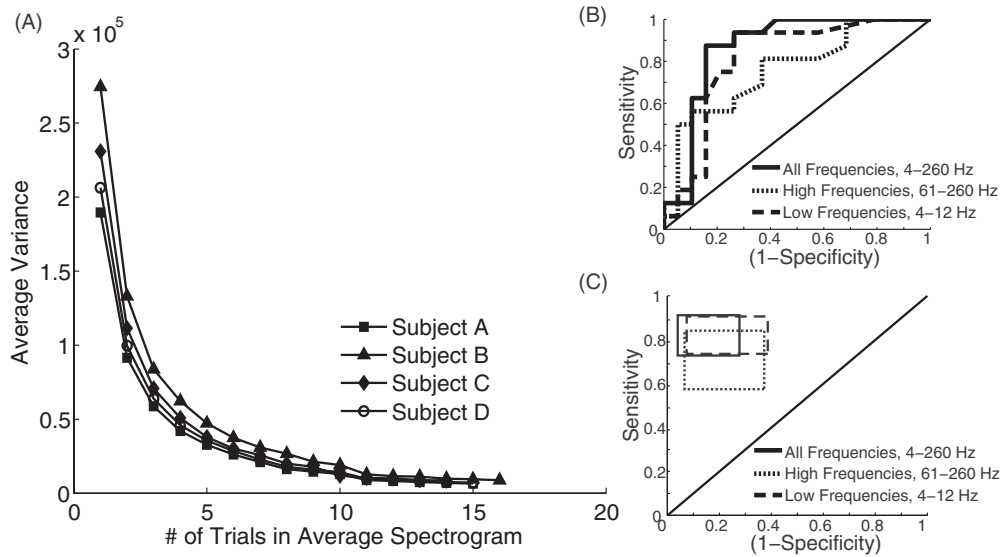 (A)
3 x 10⁵
2.5
2
1.5
1
0.5
0
0
5
10
15
20
Average Variance
# of Trials in Average Spectrogram
Subject A
Subject B
Subject C
Subject D
(B)
1
0.8
0.6
0.4
0.2
0
0
0.2
0.4
0.6
0.8
1
Sensitivity
(1–Specificity)
All Frequencies, 4–260 Hz
High Frequencies, 61–260 Hz
Low Frequencies, 4–12 Hz
(C)
1
0.8
0.6
0.4
0.2
0
0
0.2
0.4
0.6
0.8
1
Sensitivity
(1–Specificity)
All Frequencies, 4–260 Hz
High Frequencies, 61–260 Hz
Low Frequencies, 4–12 Hz